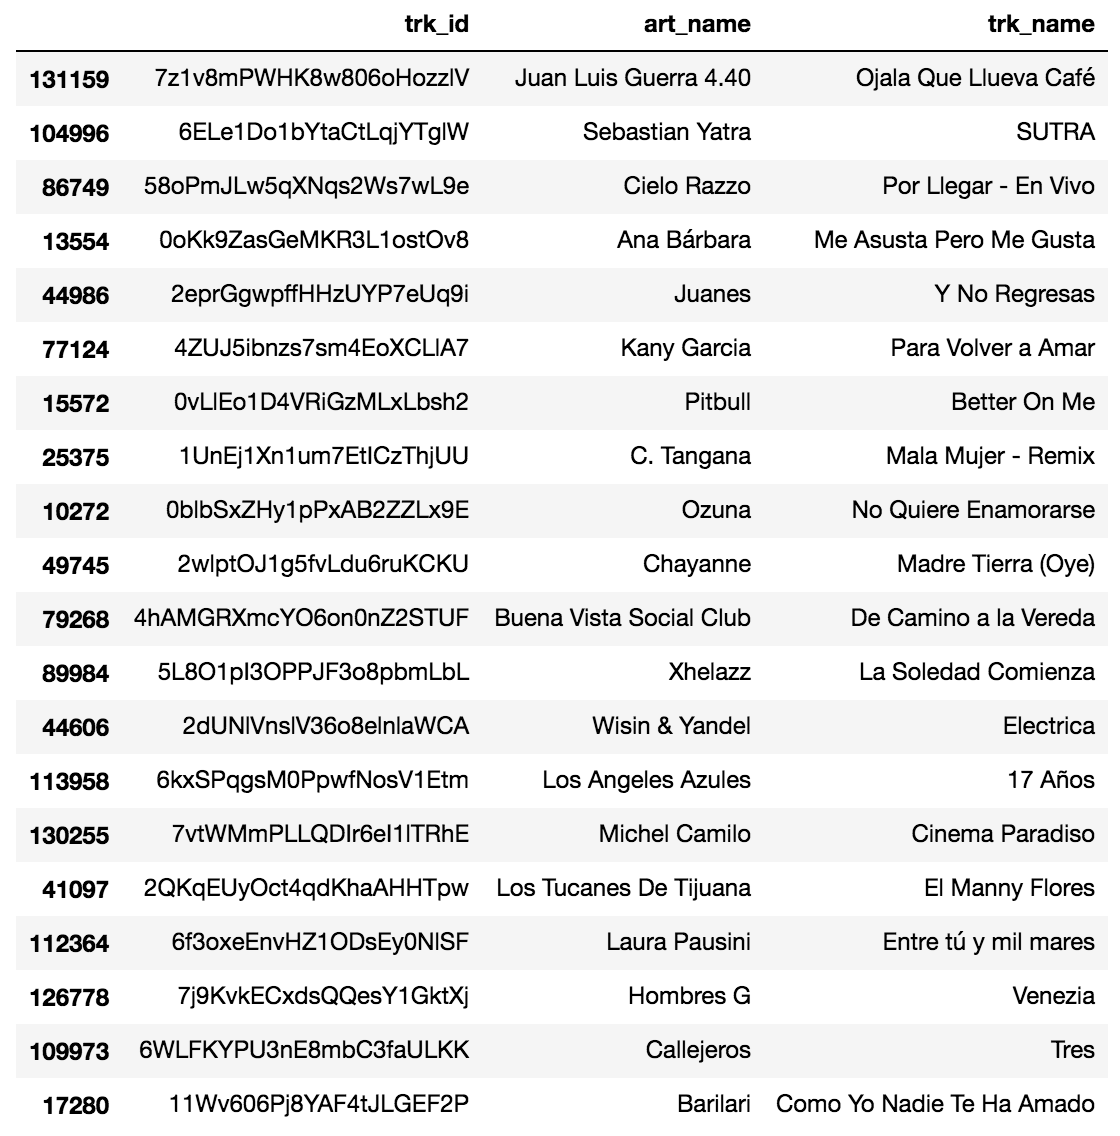 trk_id art_name trk_name
131159 7z1v8mPWHK8w806oHozzlV Juan Luis Guerra 4.40 Ojala Que Llueva Café
104996 6ELe1Do1bYtaCtLqjYTglW Sebastian Yatra SUTRA
86749 58oPmJLw5qXNqs2Ws7wL9e Cielo Razzo Por Llegar - En Vivo
13554 0oKk9ZasGeMKR3L1ostOv8 Ana Bárbara Me Asusta Pero Me Gusta
44986 2eprGgwpffHHzUYP7eUq9i Juanes Y No Regresas
77124 4ZUJ5ibnzs7sm4EoXCLlA7 Kany Garcia Para Volver a Amar
15572 0vLlEo1D4VRiGzMLxLbsh2 Pitbull Better On Me
25375 1UnEj1Xn1um7EtICzThjUU C. Tangana Mala Mujer - Remix
10272 0blbSxZHy1pPxAB2ZZLx9E Ozuna No Quiere Enamorarse
49745 2wlptOJ1g5fvLdu6ruKCKU Chayanne Madre Tierra (Oye)
79268 4hAMGRXmcYO6on0nZ2STUF Buena Vista Social Club De Camino a la Vereda
89984 5L8O1pI3OPPJF3o8pbmLbL Xhelazz La Soledad Comienza
44606 2dUNlVnslV36o8elnlaWCA Wisin & Yandel Electrica
113958 6kxSPqgsM0PpwfNosV1Etm Los Angeles Azules 17 Años
130255 7vtWMmPLLQDIr6eI1lTRhE Michel Camilo Cinema Paradiso
41097 2QKqEUyOct4qdKhaAHHTpw Los Tucanes De Tijuana El Manny Flores
112364 6f3oxeEnvHZ1ODsEy0NlSF Laura Pausini Entre tú y mil mares
126778 7j9KvkECxdsQQesY1GktXj Hombres G Venezia
109973 6WLFKYPU3nE8mbC3faULKK Callejeros Tres
17280 11Wv606Pj8YAF4tJLGEF2P Barilari Como Yo Nadie Te Ha Amado